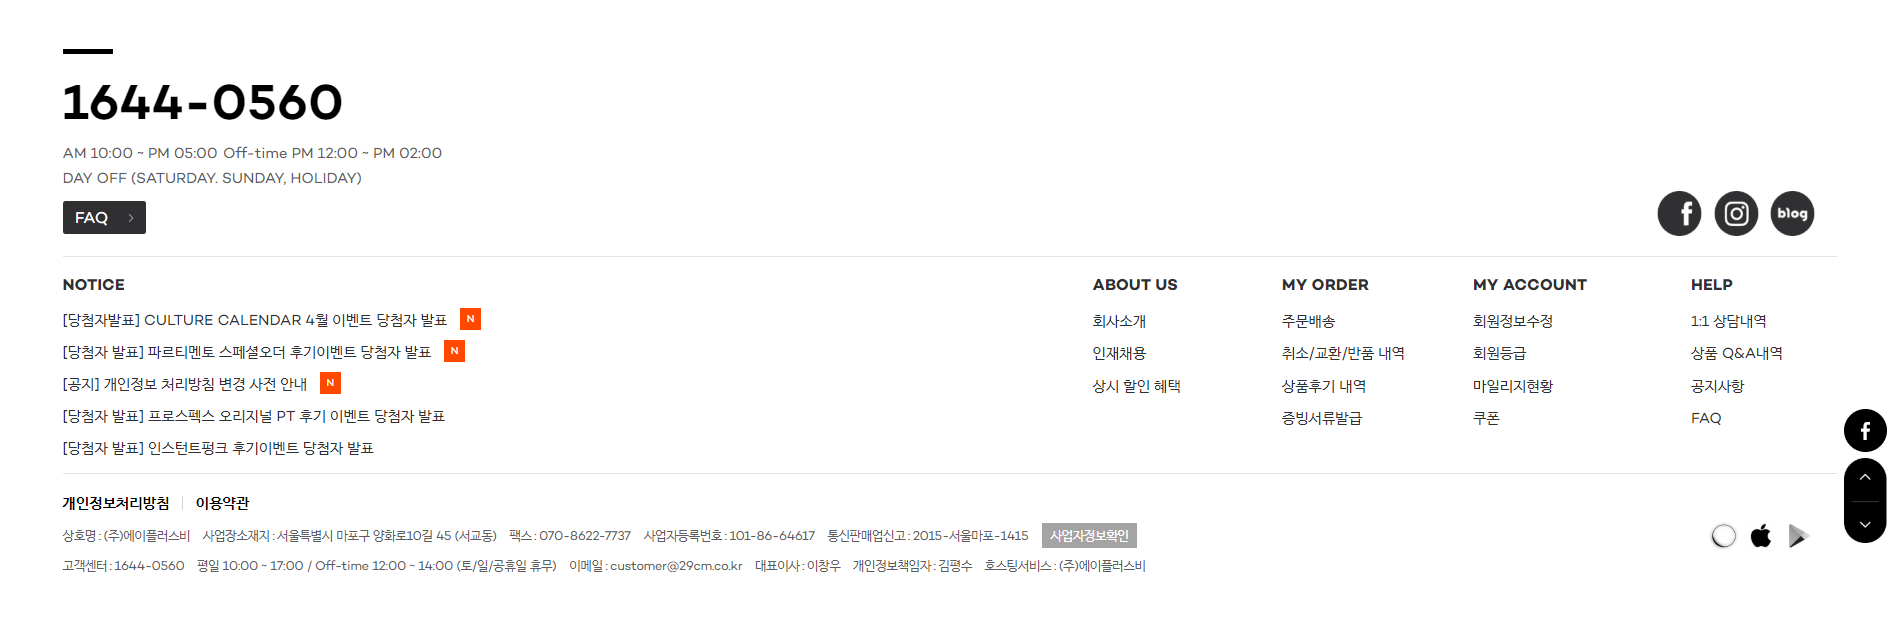 1644-0560
AM 10:00 ~ PM 05:00 Off-time PM 12:00 ~ PM 02:00
DAY OFF (SATURDAY. SUNDAY, HOLIDAY)
FAQ
blog
NOTICE
[당첨자발표] CULTURE CALENDAR 4월 이벤트 당첨자 발표 N
[당첨자 발표] 파르티멘토 스페셜오더 후기이벤트 당첨자 발표 N
[공지] 개인정보 처리방침 변경 사전 안내 N
[당첨자 발표] 프로스펙스 오리지널 PT 후기 이벤트 당첨자 발표
[당첨자 발표] 인스턴트펑크 후기이벤트 당첨자 발표
ABOUT US
회사소개
인재채용
상시 할인 혜택
MY ORDER
주문배송
취소/교환/반품 내역
상품후기 내역
증빙서류발급
MY ACCOUNT
회원정보수정
회원등급
마일리지현황
쿠폰
HELP
1:1 상담내역
상품 Q&A내역
공지사항
FAQ
개인정보처리방침 이용약관
상호명 : (주)에이플러스비 사업장소재지 : 서울특별시 마포구 양화로10길 45 (서교동) 팩스 : 070-8622-7737 사업자등록번호 : 101-86-64617 통신판매업신고 : 2015-서울마포-1415 사업자정보확인
고객센터 : 1644-0560 평일 10:00 ~ 17:00 / Off-time 12:00 ~ 14:00 (토/일/공휴일 휴무) 이메일 : customer@29cm.co.kr 대표이사 : 이창우 개인정보책임자 : 김평수 호스팅서비스 : (주)에이플러스비